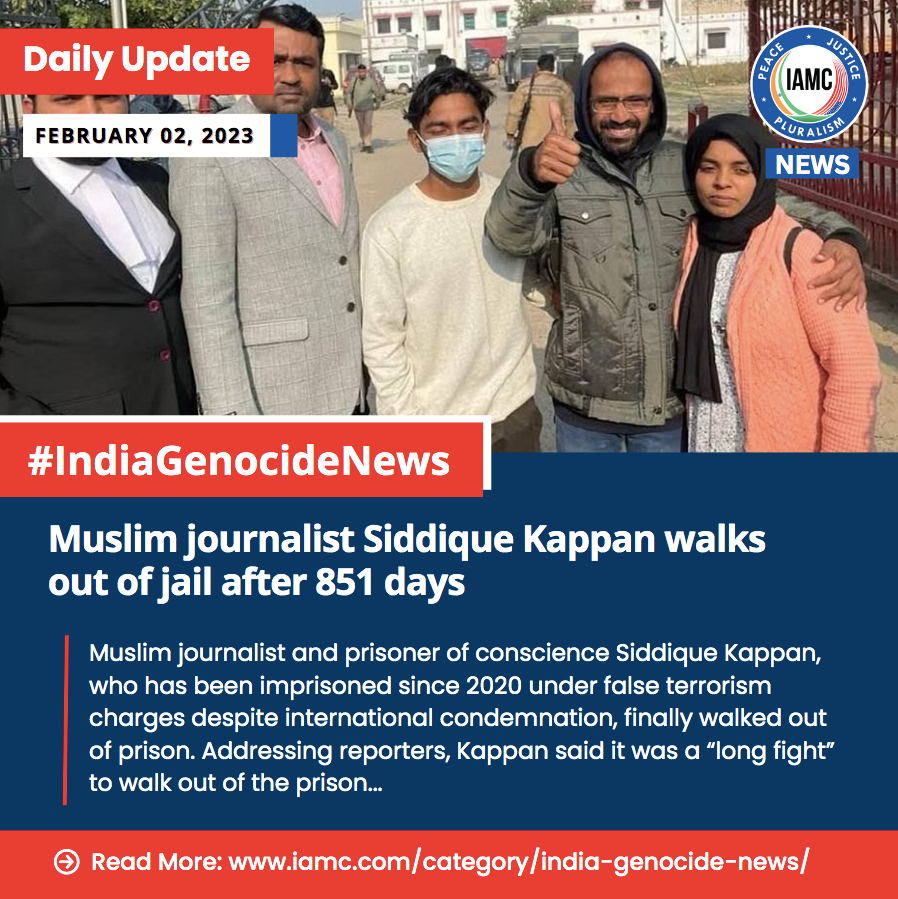 Daily Update
FEBRUARY 02, 2023
PEACE ★ JUSTICE ★ PLURALISM ★
IAMC
NEWS
#IndiaGenocideNews
Muslim journalist Siddique Kappan walks
out of jail after 851 days
Muslim journalist and prisoner of conscience Siddique Kappan,
who has been imprisoned since 2020 under false terrorism
charges despite international condemnation, finally walked out
of prison. Addressing reporters, Kappan said it was a “long fight”
to walk out of the prison...
Read More: www.iamc.com/category/india-genocide-news/